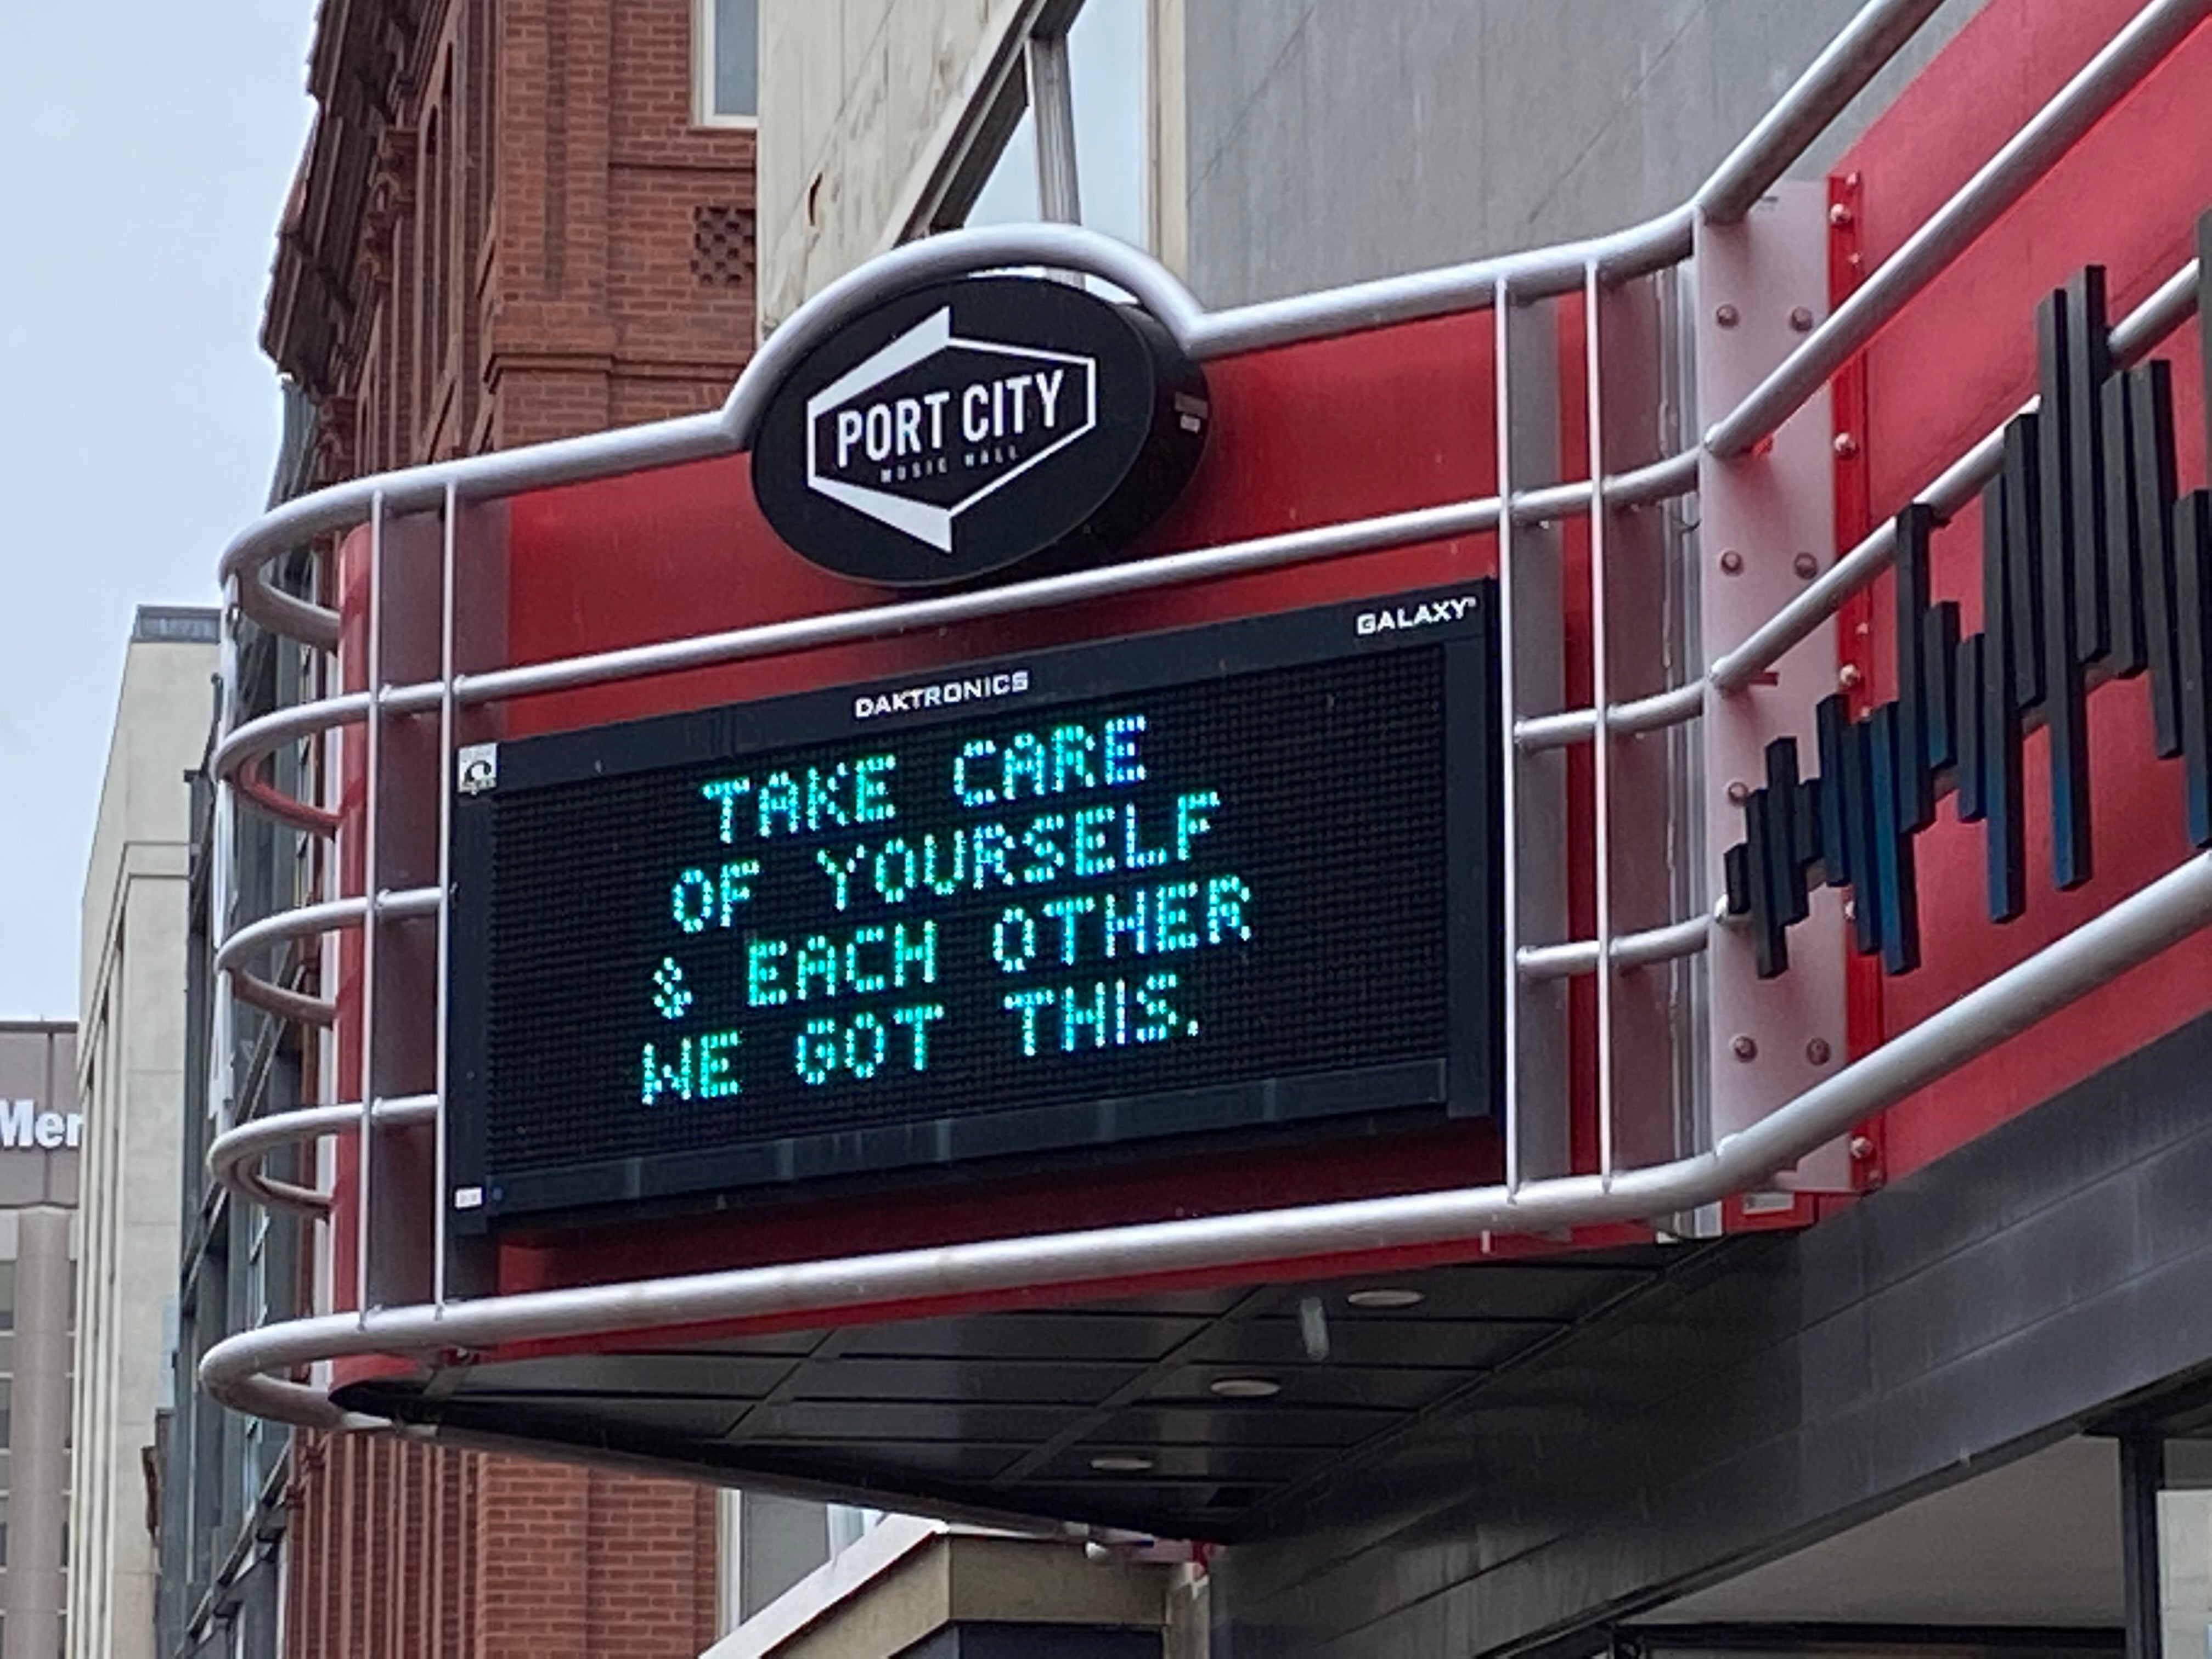 PORT CITY
MUSIC HALL
GALAXY
DAKTRONICS
TAKE CARE
OF YOURSELF
& EACH OTHER
WE GOT THIS.
Mer